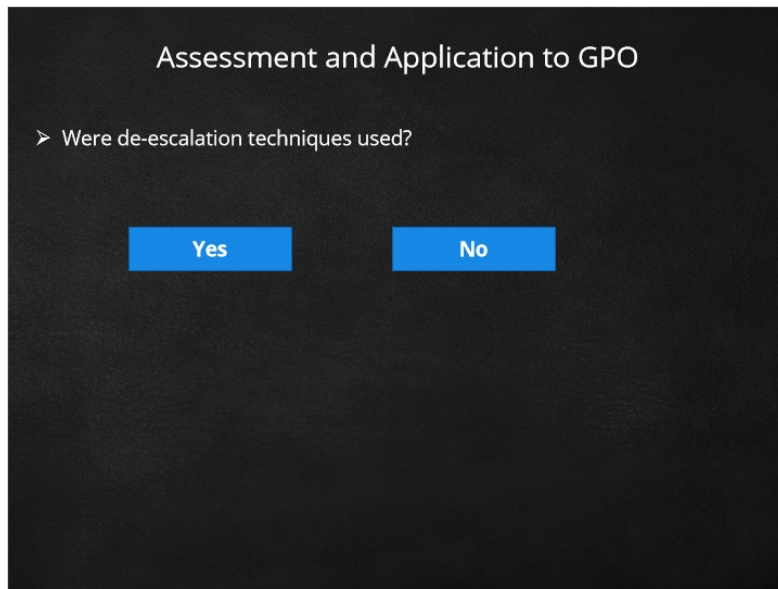 Assessment and Application to GPO
➢ Were de-escalation techniques used?
Yes
No